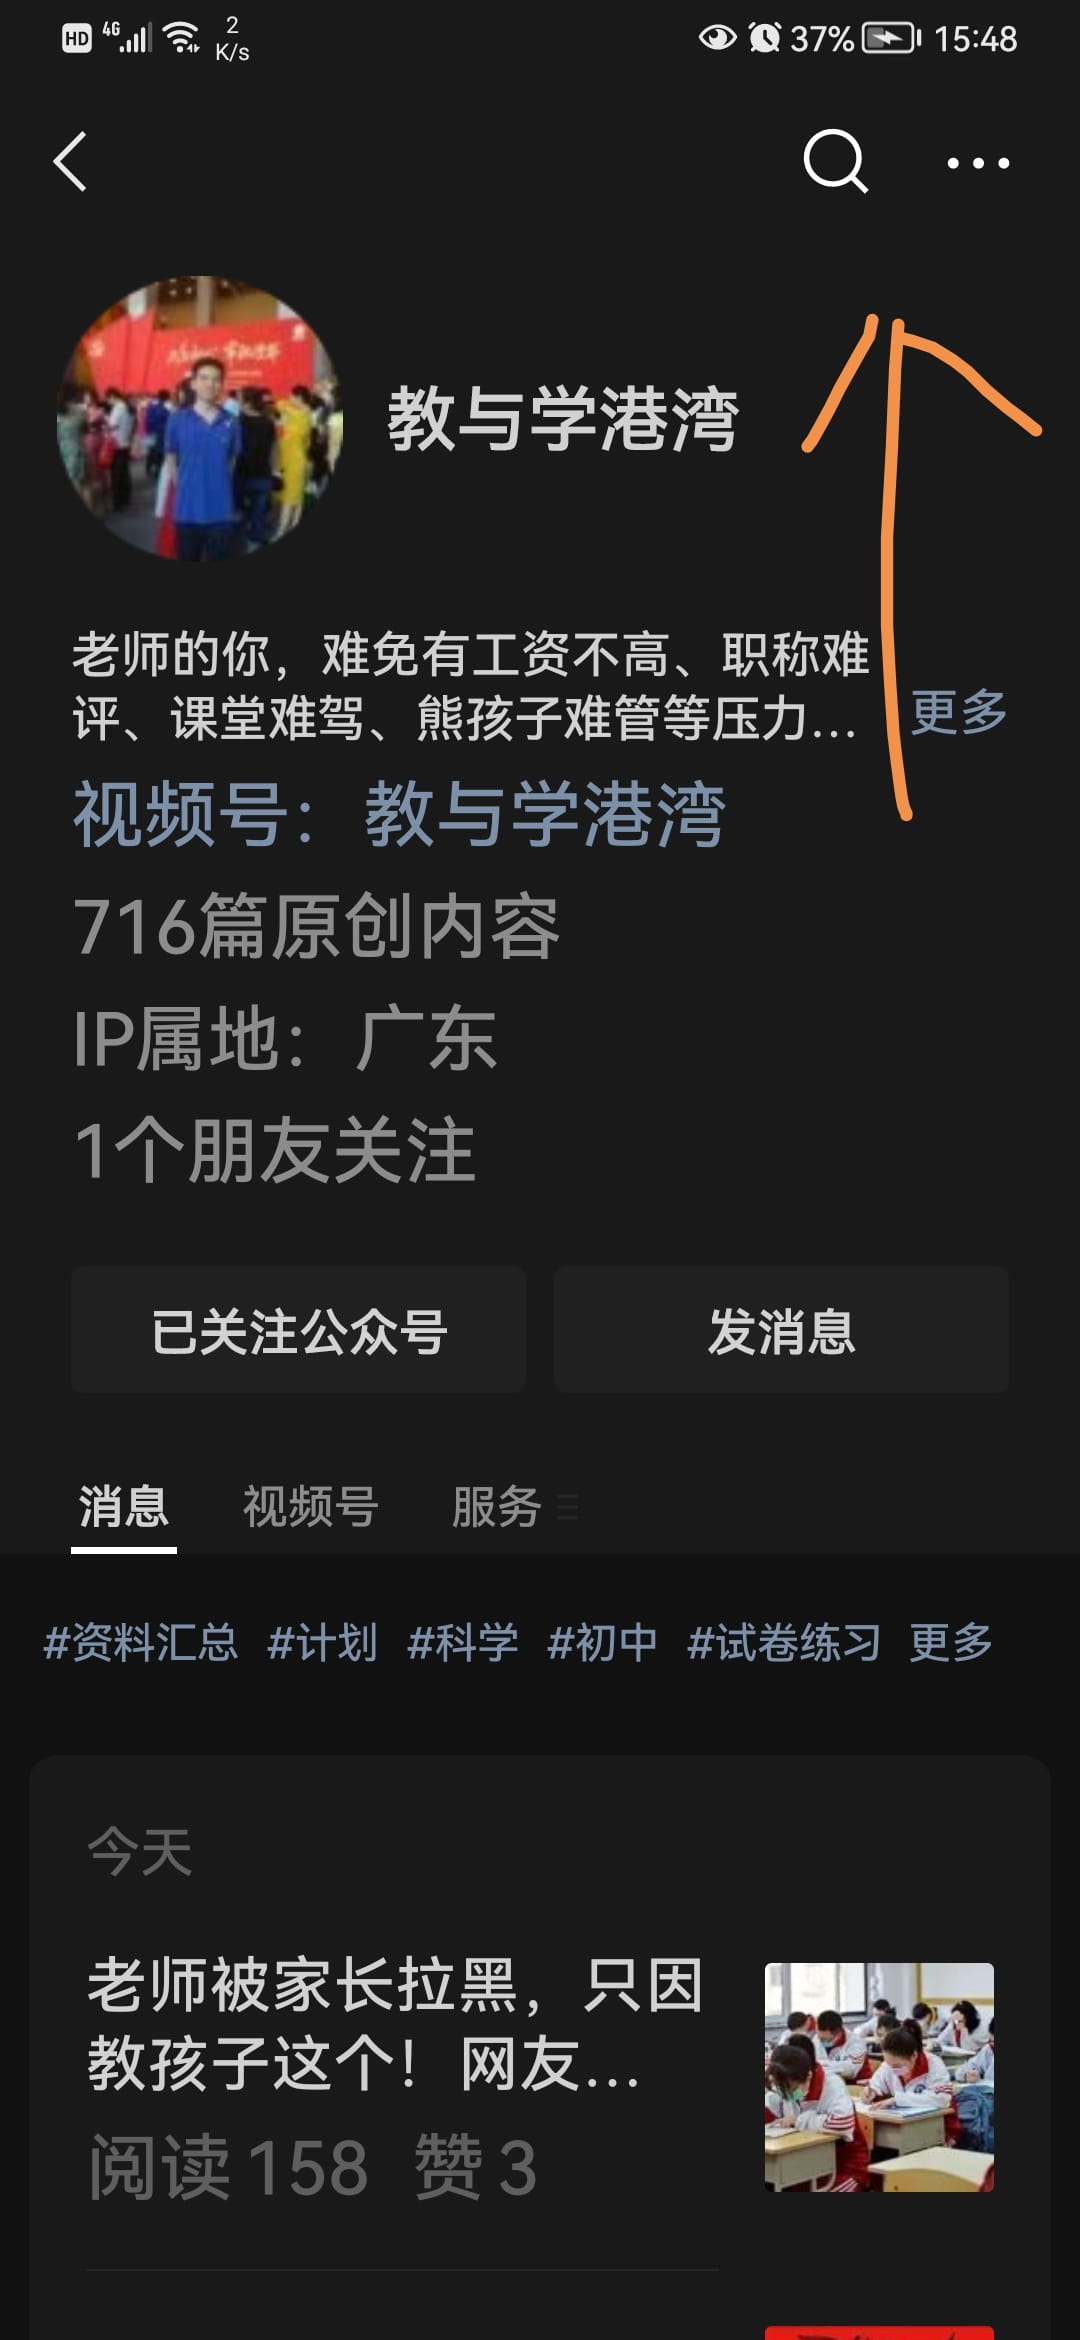 HD 4G 2 K/s 37% 15:48
教与学港湾
老师的你，难免有工资不高、职称难
评、课堂难驾、熊孩子难管等压力... 更多
视频号：教与学港湾
716篇原创内容
IP属地：广东
1个朋友关注
已关注公众号 发消息
消息 视频号 服务
#资料汇总 #计划 #科学 #初中 #试卷练习 更多
今天
老师被家长拉黑，只因
教孩子这个！网友...
阅读 158 赞 3